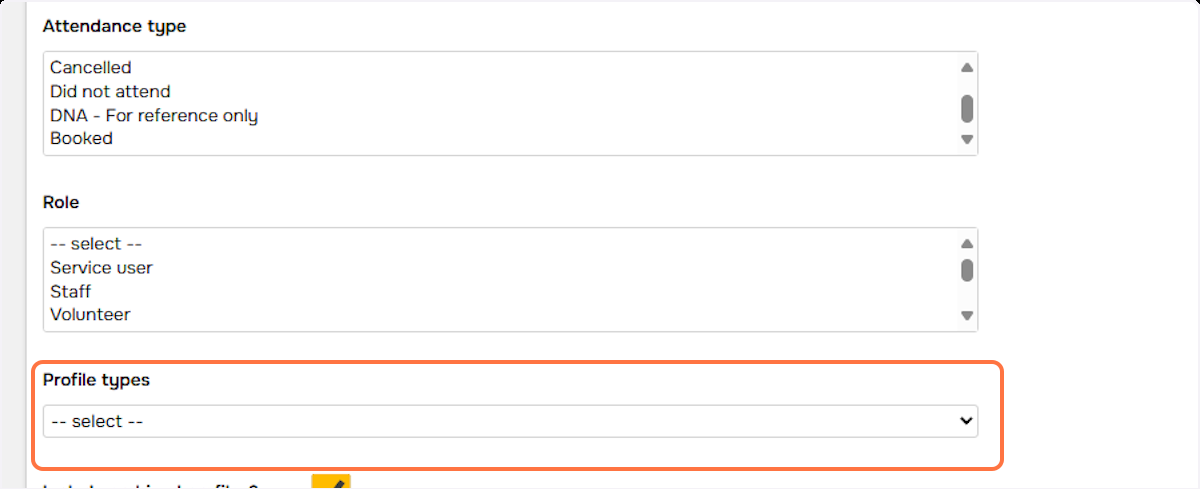 Attendance type
Cancelled
Did not attend
DNA - For reference only
Booked
Role
-- select --
Service user
Staff
Volunteer
Profile types
-- select --